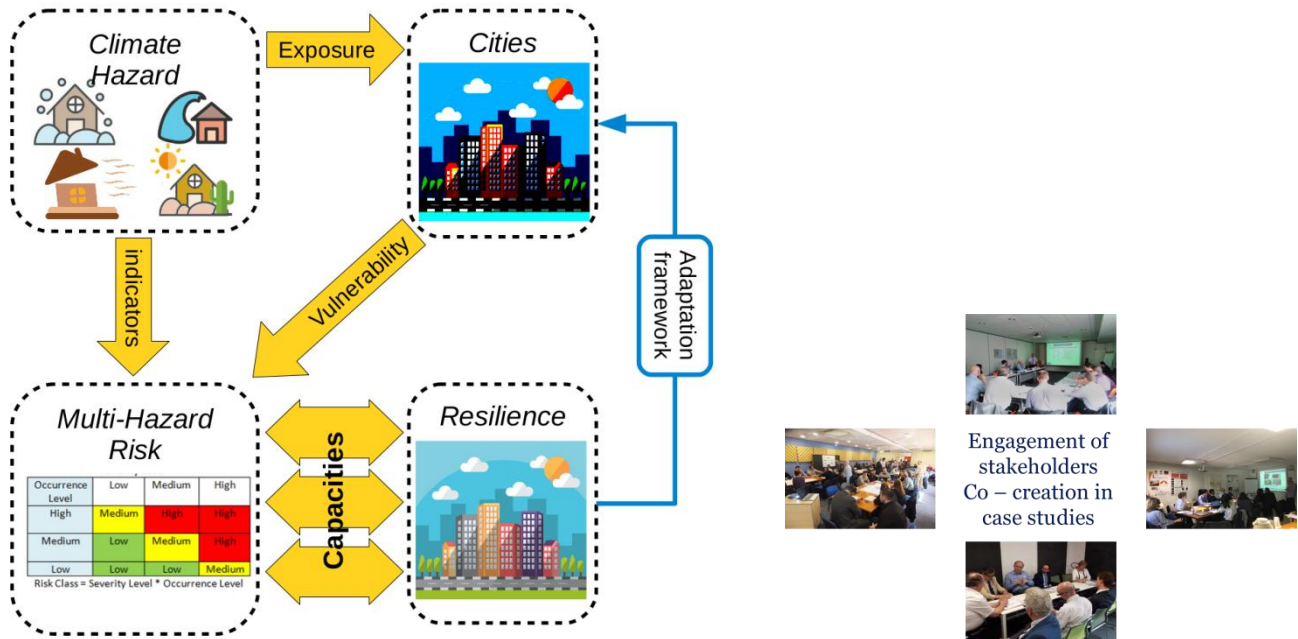 Climate
Hazard
Exposure
Cities
indicators
Vulnerability
Adaptation
framework
Multi-Hazard
Risk
Occurrence Level Low Medium High
High Medium High High
Medium Low Medium High
Low Low Low Medium
Risk Class = Severity Level * Occurrence Level
Capacities
Resilience
Engagement of
stakeholders
Co – creation in
case studies